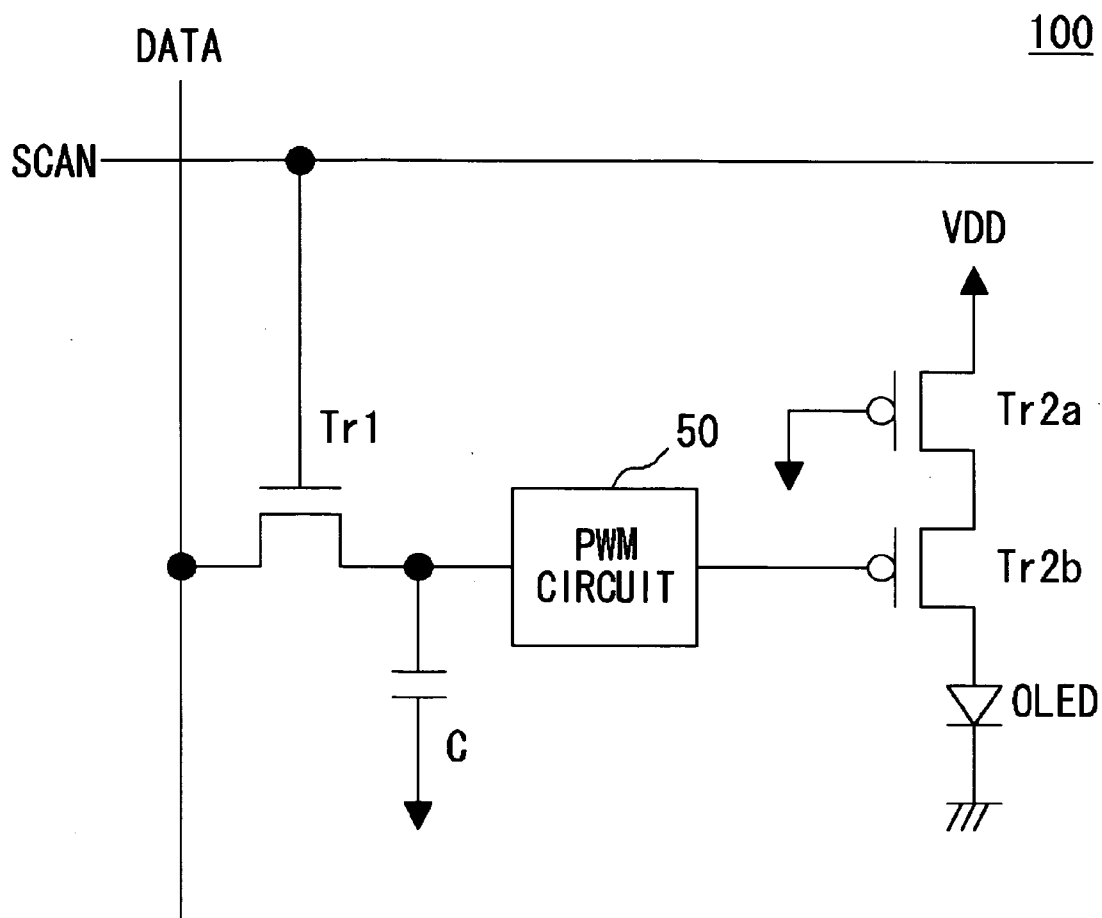 100
DATA
SCAN
VDD
Tr1
50
Tr2a
PWM
CIRCUIT
Tr2b
OLED
C